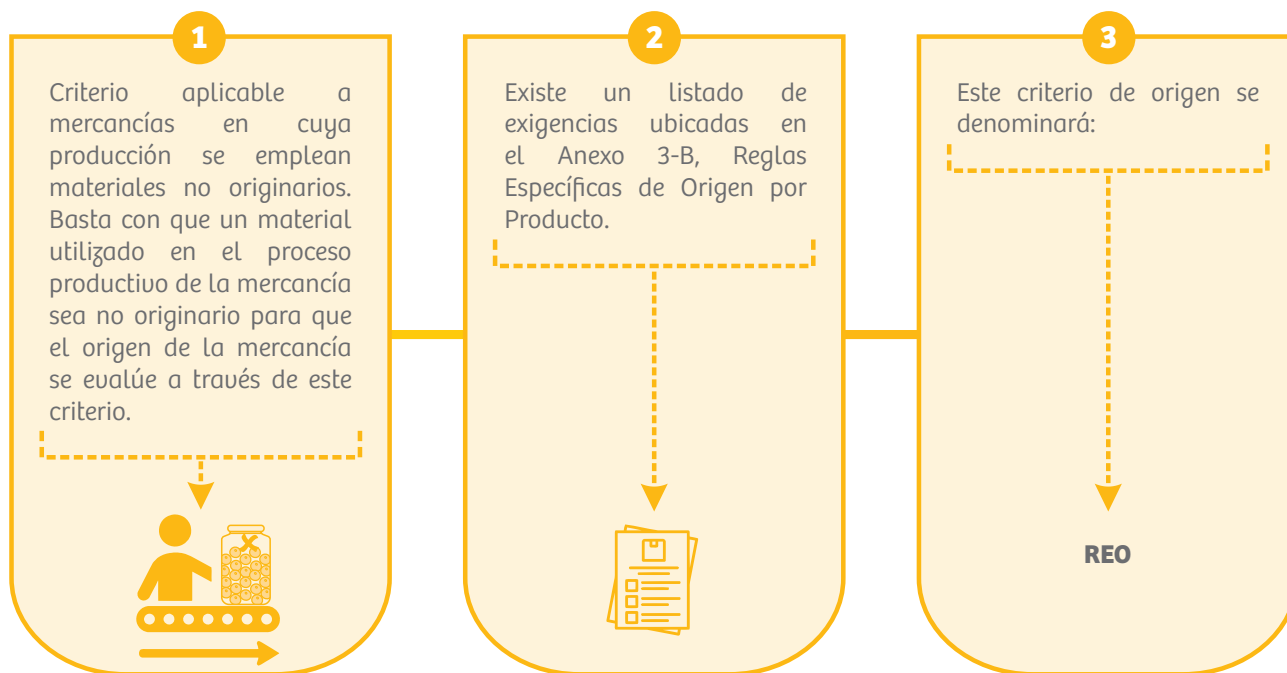 1
Criterio aplicable a
mercancías en cuya
producción se emplean
materiales no originarios.
Basta con que un material
utilizado en el proceso
productivo de la mercancía
sea no originario para que
el origen de la mercancía
se evalúe a través de este
criterio.
2
Existe un listado de
exigencias ubicadas en
el Anexo 3-B, Reglas
Específicas de Origen por
Producto.
3
Este criterio de origen se
denominará:
REO